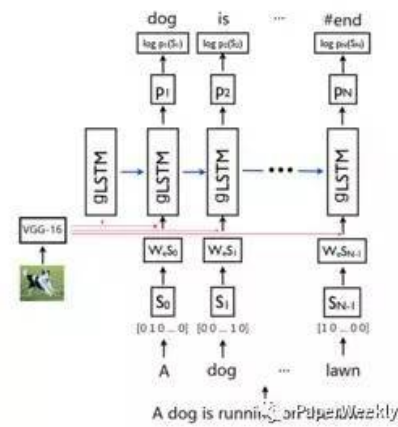 dog is ... #end
log p₁(S₁) log p₂(S₂) log pN(SN)
p₁ p₂ pN
gLSTM gLSTM gLSTM ••• gLSTM
VGG-16
WₑS₀ WₑS₁ WₑSN-1
S₀ S₁ SN-1
[0 1 0 ... 0] [0 0 ... 1 0] [1 0 ... 0 0]
A dog ... lawn
A dog is running on
PaperWeekly